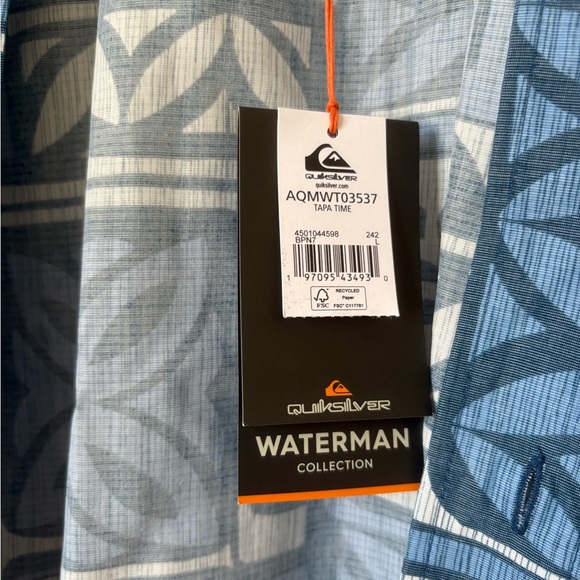 QUIKSILVER
quiksilver.com
AQMWT03537
TAPA TIME
4501044598 242
BPN7 L
1 97095 43493 0
FSC
RECYCLED
Paper
FSC® C117761
QUIKSILVER
WATERMAN
COLLECTION